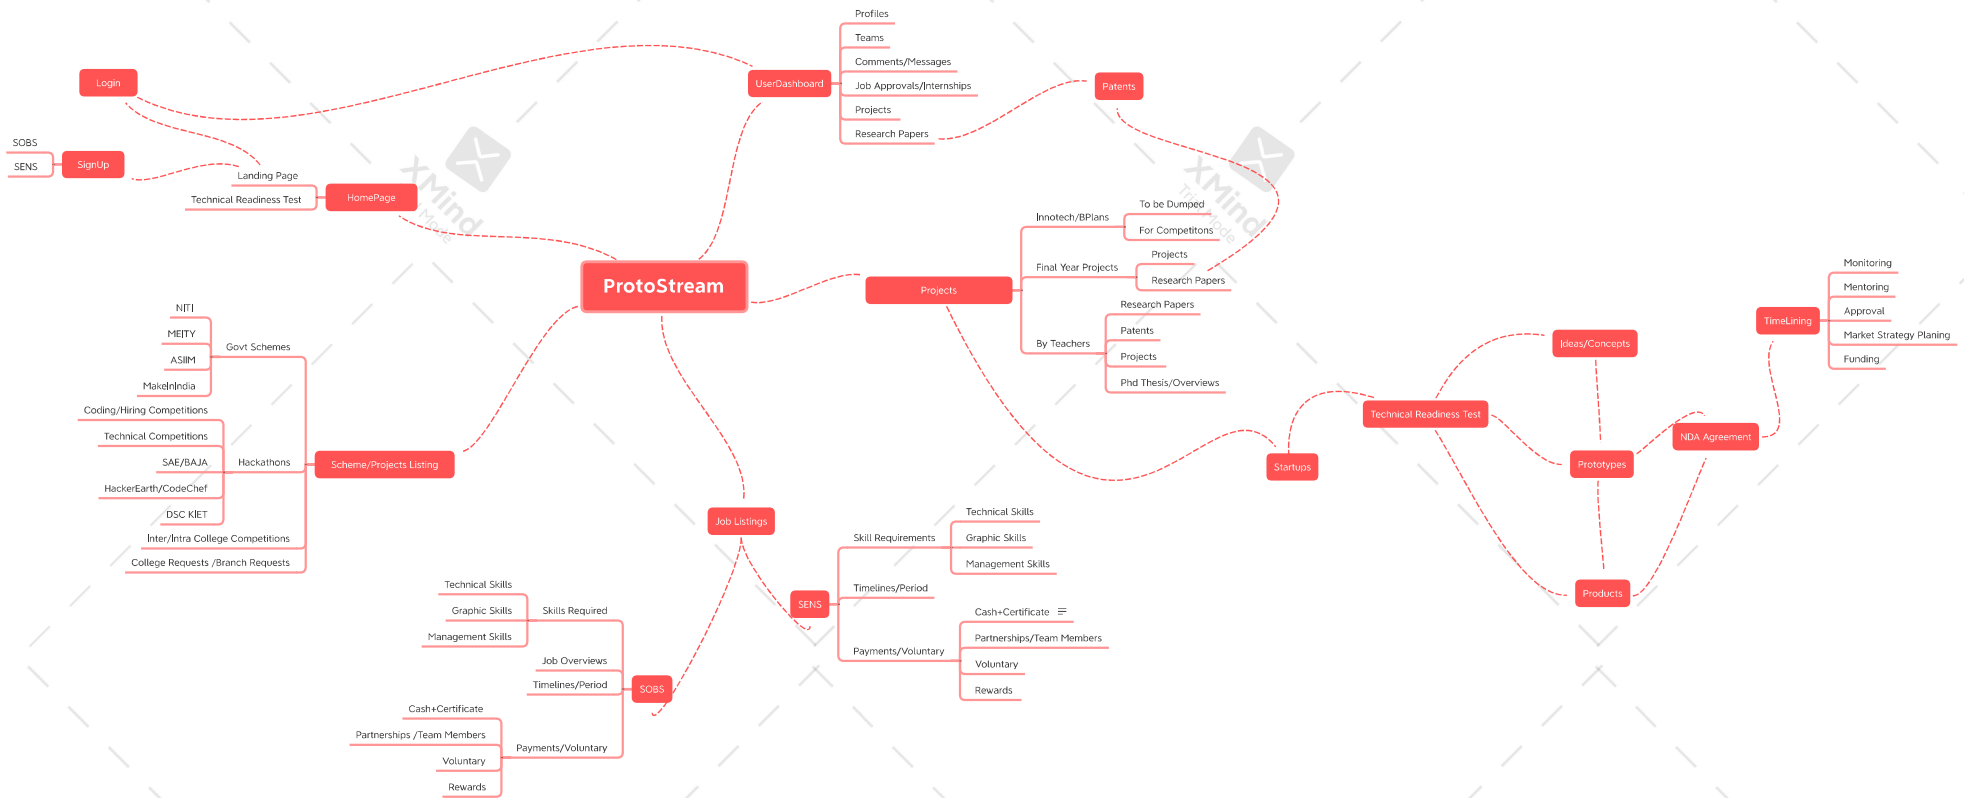 Login
SOBS
SENS
SignUp
Landing Page
Technical Readiness Test
HomePage
UserDashboard
Profiles
Teams
Comments/Messages
Job Approvals/Internships
Projects
Research Papers
Patents
ProtoStream
Projects
Innotech/BPlans
To be Dumped
For Competitons
Final Year Projects
Projects
Research Papers
By Teachers
Research Papers
Patents
Projects
Phd Thesis/Overviews
Startups
Technical Readiness Test
Ideas/Concepts
Prototypes
Products
NDA Agreement
TimeLining
Monitoring
Mentoring
Approval
Market Strategy Planing
Funding
Scheme/Projects Listing
Govt Schemes
NITI
MEITY
ASIIM
MakeInIndia
Hackathons
Coding/Hiring Competitions
Technical Competitions
SAE/BAJA
HackerEarth/CodeChef
DSC KIET
Inter/Intra College Competitions
College Requests /Branch Requests
Job Listings
SENS
Skill Requirements
Technical Skills
Graphic Skills
Management Skills
Timelines/Period
Payments/Voluntary
Cash+Certificate
Partnerships/Team Members
Voluntary
Rewards
SOBS
Skills Required
Technical Skills
Graphic Skills
Management Skills
Job Overviews
Timelines/Period
Payments/Voluntary
Cash+Certificate
Partnerships /Team Members
Voluntary
Rewards
XMind
Mode
XMind
Trial Mode